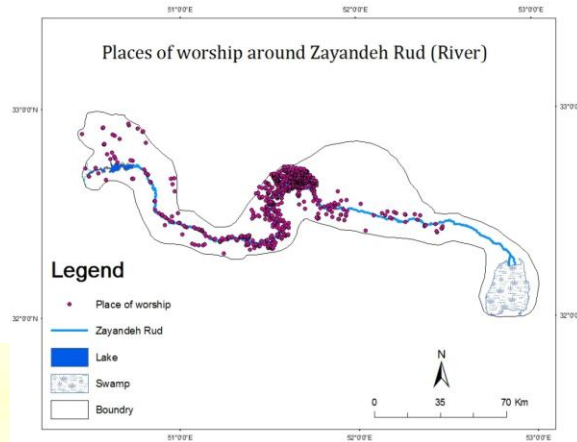 51°0'0"E
52°0'0"E
53°0'0"E
Places of worship around Zayandeh Rud (River)
33°0'0"N
33°0'0"N
Legend
Place of worship
Zayandeh Rud
Lake
Swamp
Boundry
32°0'0"N
32°0'0"N
N
0 35 70 Km
51°0'0"E
52°0'0"E
53°0'0"E